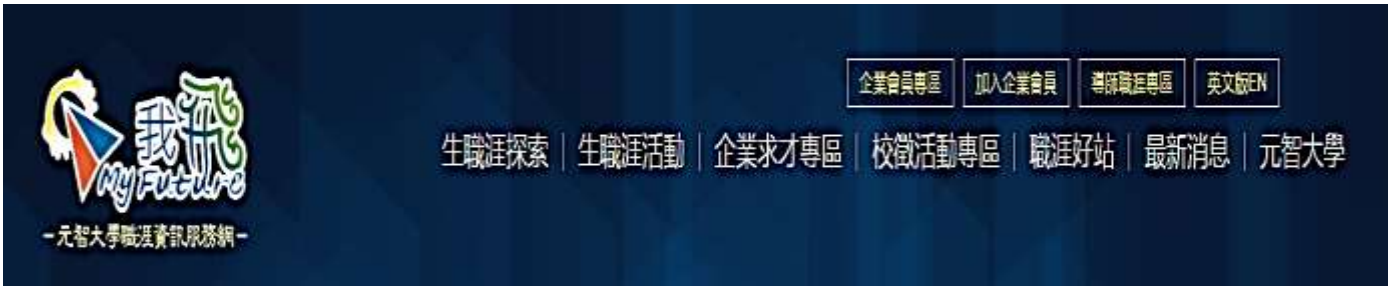 企業會員專區 加入企業會員 導師職涯專區 英文版EN
生職涯探索 | 生職涯活動 | 企業求才專區 | 校徵活動專區 | 職涯好站 | 最新消息 | 元智大學
我飛
My Future
-元智大學職涯資訊服務網-